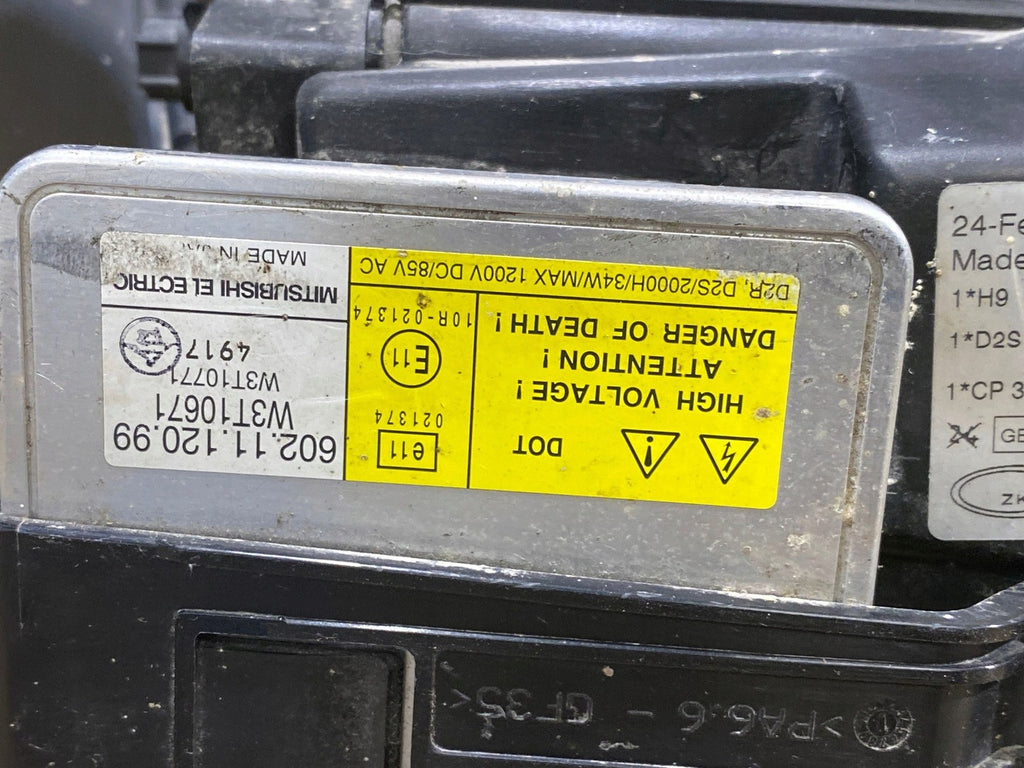 602.11.120.99
W3T10671
W3T10771
4917
MITSUBISHI ELECTRIC
MADE IN
e11
021374
E11
10R-021374
DOT
HIGH VOLTAGE!
ATTENTION!
DANGER OF DEATH!
D2R, D2S/2000H/34W/MAX 1200V DC/85V AC
24-Fe
Made
1*H9
1*D2S
1*CP 3
GE
ZK
>PA6.6 - GF35<